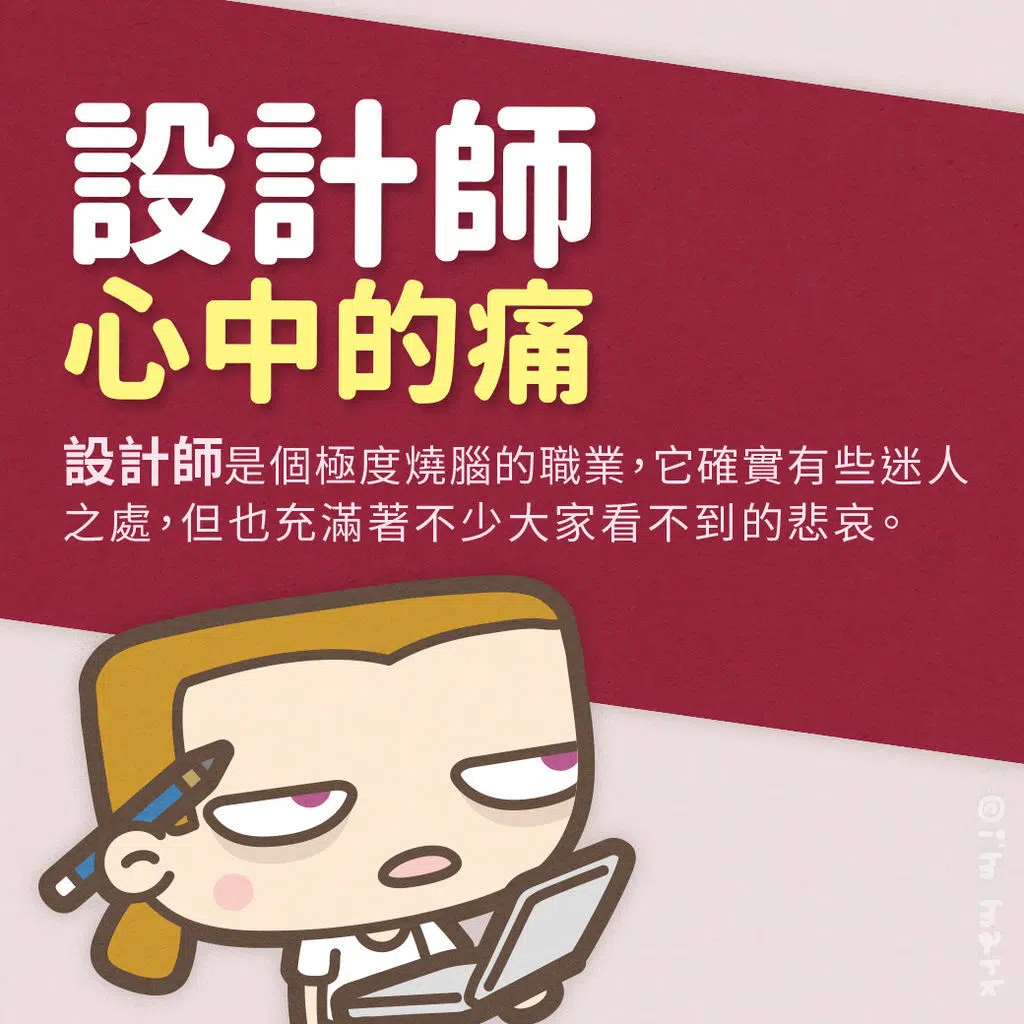 設計師
心中的痛
設計師是個極度燒腦的職業,它確實有些迷人
之處,但也充滿著不少大家看不到的悲哀。
@i'm mark